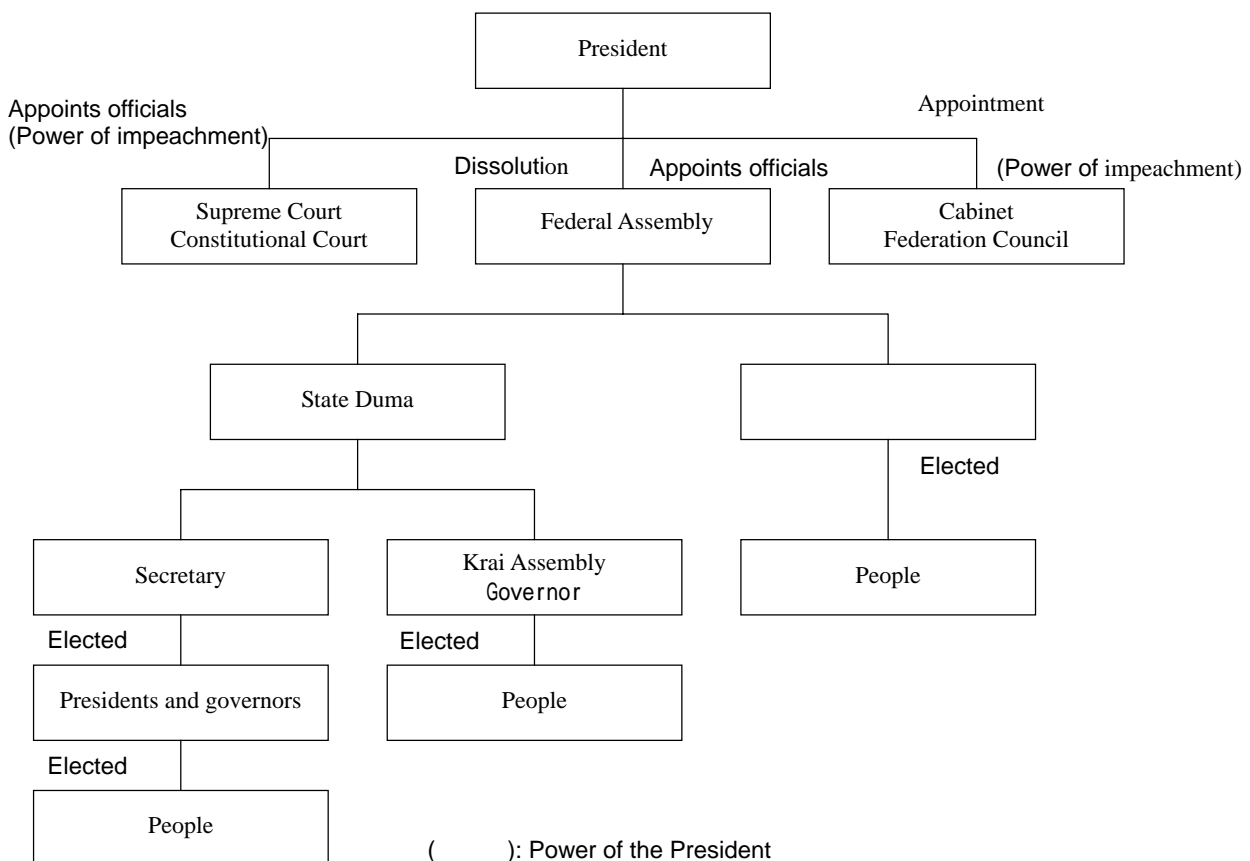 President
Appoints officials
(Power of impeachment)
Appointment
Dissolution
Appoints officials
(Power of impeachment)
Supreme Court
Constitutional Court
Federal Assembly
Cabinet
Federation Council
State Duma
Elected
Secretary
Krai Assembly
Governor
People
Elected
Elected
Presidents and governors
People
Elected
People
( ): Power of the President